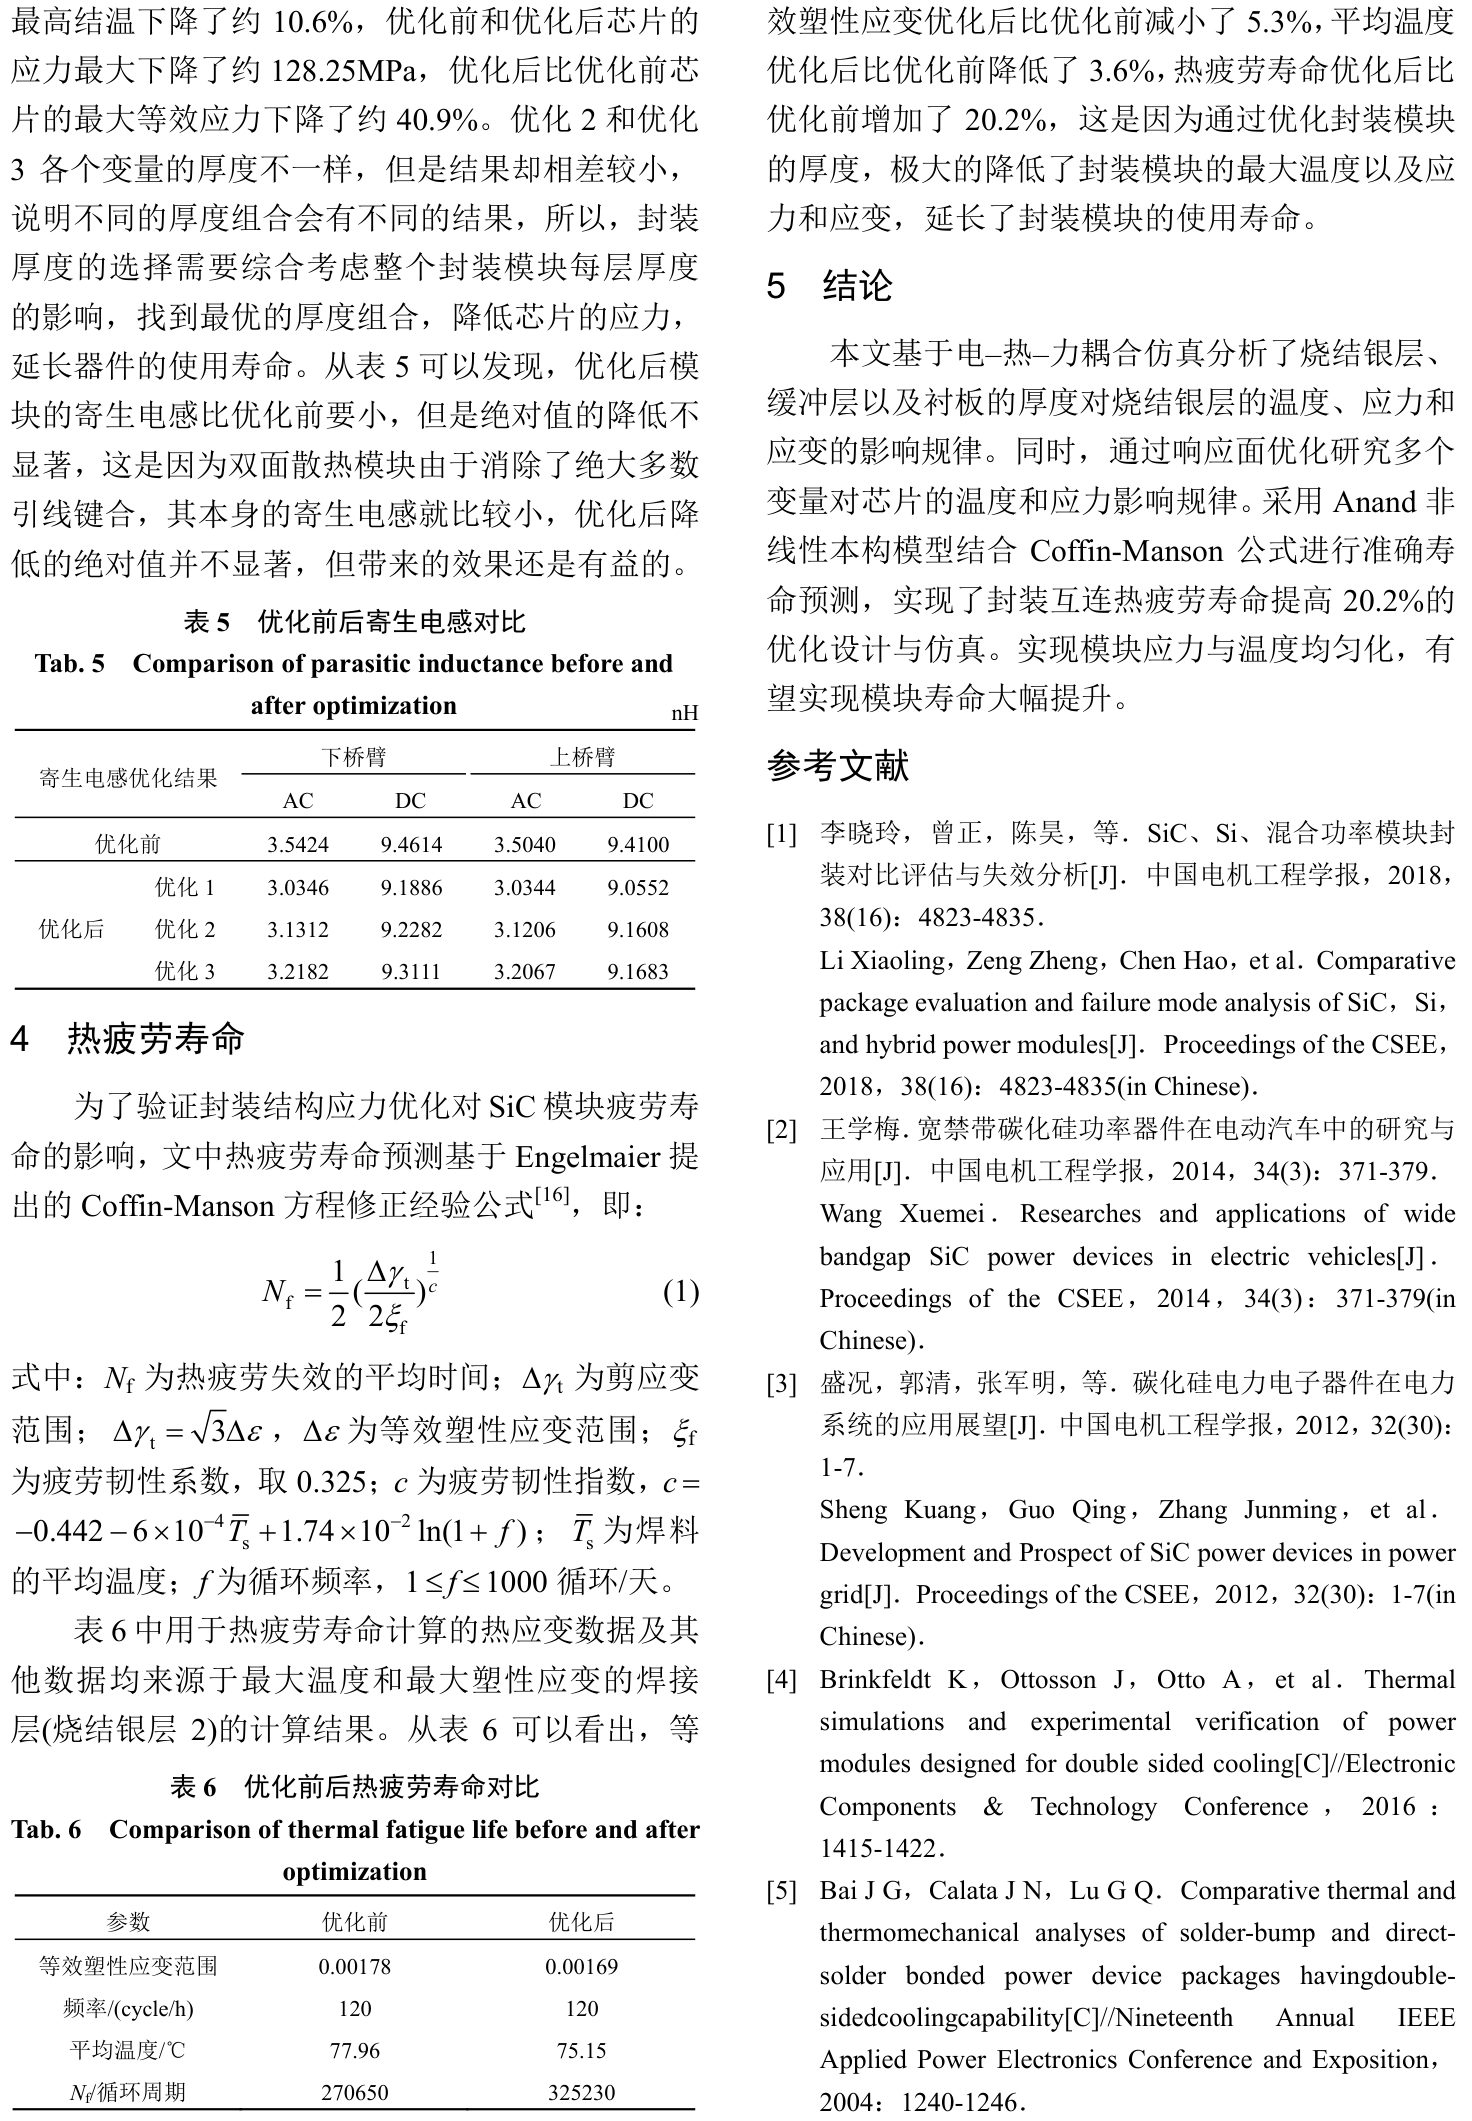 最高结温下降了约 10.6%，优化前和优化后芯片的
应力最大下降了约 128.25MPa，优化后比优化前芯
片的最大等效应力下降了约 40.9%。优化 2 和优化
3 各个变量的厚度不一样，但是结果却相差较小，
说明不同的厚度组合会有不同的结果，所以，封装
厚度的选择需要综合考虑整个封装模块每层厚度
的影响，找到最优的厚度组合，降低芯片的应力，
延长器件的使用寿命。从表 5 可以发现，优化后模
块的寄生电感比优化前要小，但是绝对值的降低不
显著，这是因为双面散热模块由于消除了绝大多数
引线键合，其本身的寄生电感就比较小，优化后降
低的绝对值并不显著，但带来的效果还是有益的。
表 5 优化前后寄生电感对比
Tab. 5 Comparison of parasitic inductance before and
after optimization nH
寄生电感优化结果 下桥臂 上桥臂
AC DC AC DC
优化前 3.5424 9.4614 3.5040 9.4100
优化 1 3.0346 9.1886 3.0344 9.0552
优化后 优化 2 3.1312 9.2282 3.1206 9.1608
优化 3 3.2182 9.3111 3.2067 9.1683
4 热疲劳寿命
为了验证封装结构应力优化对 SiC 模块疲劳寿
命的影响，文中热疲劳寿命预测基于 Engelmaier 提
出的 Coffin-Manson 方程修正经验公式[16]，即：
N_f = \frac{1}{2}(\frac{Δγ_t}{2ξ_f})^{\frac{1}{c}} (1)
式中：N_f 为热疲劳失效的平均时间；Δγ_t 为剪应变
范围；Δγ_t = √3Δε，Δε 为等效塑性应变范围；ξ_f
为疲劳韧性系数，取 0.325；c 为疲劳韧性指数，c =
−0.442 − 6×10⁻⁴T̅_s + 1.74×10⁻² ln(1 + f)；T̅_s 为焊料
的平均温度；f 为循环频率，1≤f≤1000 循环/天。
表 6 中用于热疲劳寿命计算的热应变数据及其
他数据均来源于最大温度和最大塑性应变的焊接
层(烧结银层 2)的计算结果。从表 6 可以看出，等
表 6 优化前后热疲劳寿命对比
Tab. 6 Comparison of thermal fatigue life before and after
optimization
参数 优化前 优化后
等效塑性应变范围 0.00178 0.00169
频率/(cycle/h) 120 120
平均温度/℃ 77.96 75.15
N_f/循环周期 270650 325230
效塑性应变优化后比优化前减小了 5.3%，平均温度
优化后比优化前降低了 3.6%，热疲劳寿命优化后比
优化前增加了 20.2%，这是因为通过优化封装模块
的厚度，极大的降低了封装模块的最大温度以及应
力和应变，延长了封装模块的使用寿命。
5 结论
本文基于电–热–力耦合仿真分析了烧结银层、
缓冲层以及衬板的厚度对烧结银层的温度、应力和
应变的影响规律。同时，通过响应面优化研究多个
变量对芯片的温度和应力影响规律。采用 Anand 非
线性本构模型结合 Coffin-Manson 公式进行准确寿
命预测，实现了封装互连热疲劳寿命提高 20.2%的
优化设计与仿真。实现模块应力与温度均匀化，有
望实现模块寿命大幅提升。
参考文献
[1] 李晓玲，曾正，陈昊，等．SiC、Si、混合功率模块封
装对比评估与失效分析[J]．中国电机工程学报，2018，
38(16)：4823-4835．
Li Xiaoling，Zeng Zheng，Chen Hao，et al．Comparative
package evaluation and failure mode analysis of SiC，Si，
and hybrid power modules[J]．Proceedings of the CSEE，
2018，38(16)：4823-4835(in Chinese)．
[2] 王学梅．宽禁带碳化硅功率器件在电动汽车中的研究与
应用[J]．中国电机工程学报，2014，34(3)：371-379．
Wang Xuemei．Researches and applications of wide
bandgap SiC power devices in electric vehicles[J]．
Proceedings of the CSEE，2014，34(3)：371-379(in
Chinese)．
[3] 盛况，郭清，张军明，等．碳化硅电力电子器件在电力
系统的应用展望[J]．中国电机工程学报，2012，32(30)：
1-7．
Sheng Kuang，Guo Qing，Zhang Junming，et al．
Development and Prospect of SiC power devices in power
grid[J]．Proceedings of the CSEE，2012，32(30)：1-7(in
Chinese)．
[4] Brinkfeldt K，Ottosson J，Otto A，et al．Thermal
simulations and experimental verification of power
modules designed for double sided cooling[C]//Electronic
Components & Technology Conference，2016：
1415-1422．
[5] Bai J G，Calata J N，Lu G Q．Comparative thermal and
thermomechanical analyses of solder-bump and direct-
solder bonded power device packages havingdouble-
sidedcoolingcapability[C]//Nineteenth Annual IEEE
Applied Power Electronics Conference and Exposition，
2004：1240-1246．